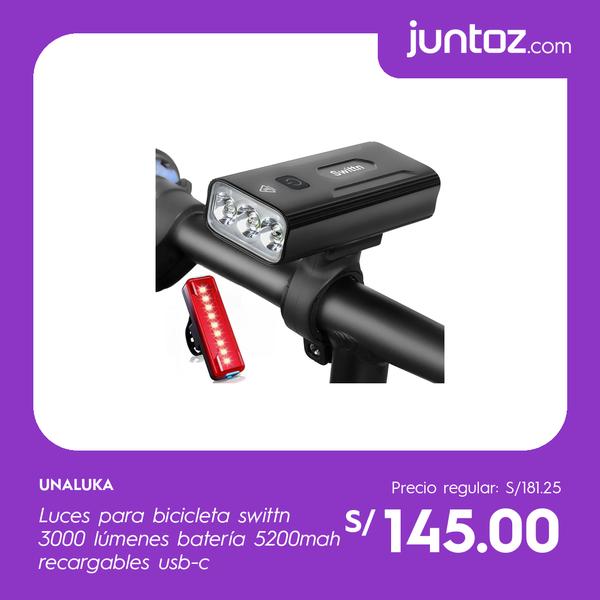 juntoz.com
Swittn
UNALUKA
Luces para bicicleta swittn
3000 lúmenes batería 5200mah
recargables usb-c
Precio regular: S/181.25
S/145.00